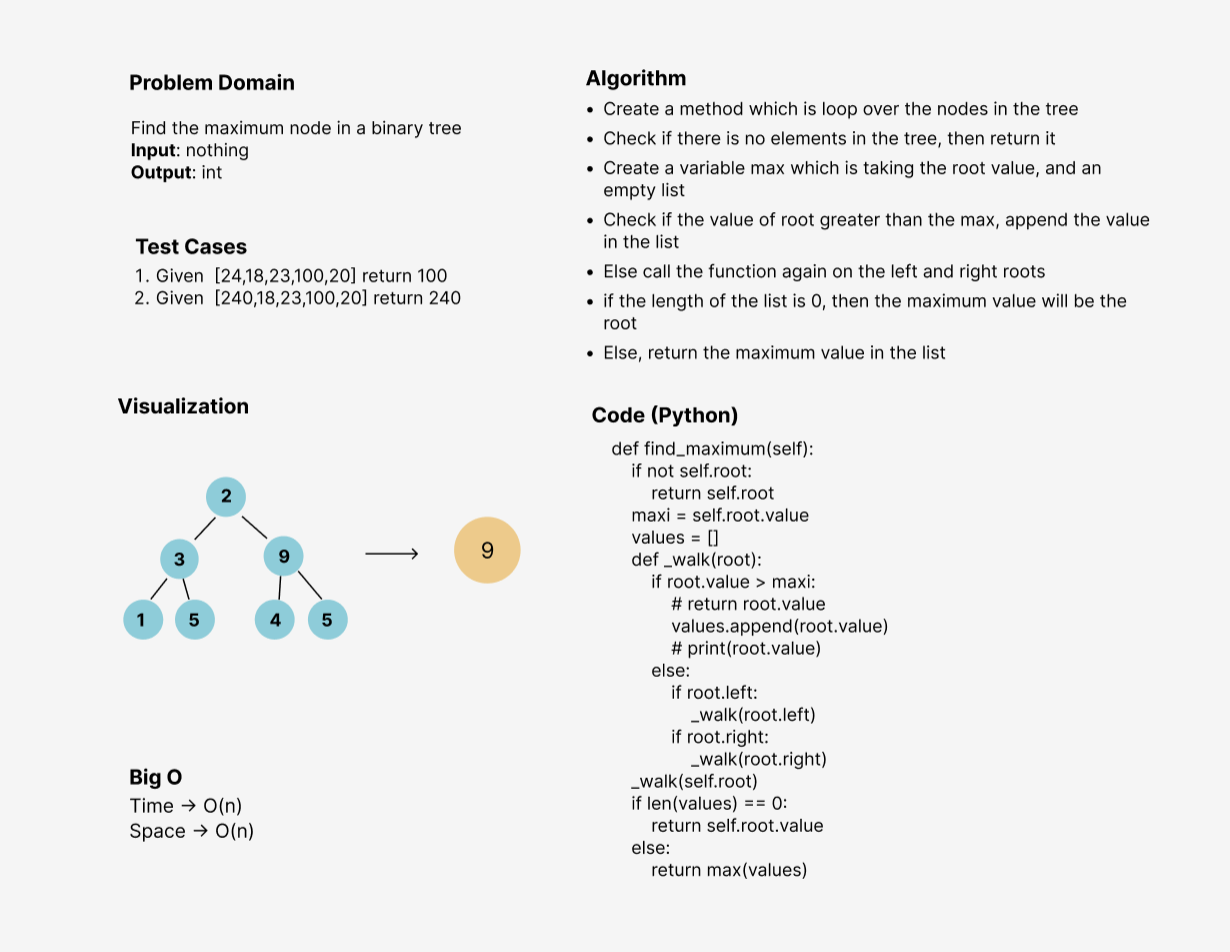 Problem Domain
Find the maximum node in a binary tree
Input: nothing
Output: int
Test Cases
1. Given  [24,18,23,100,20] return 100
2. Given  [240,18,23,100,20] return 240
Visualization
2
3
9
1
5
4
5
9
Big O
Time → O(n)
Space → O(n)
Algorithm
• Create a method which is loop over the nodes in the tree
• Check if there is no elements in the tree, then return it
• Create a variable max which is taking the root value, and an
empty list
• Check if the value of root greater than the max, append the value
in the list
• Else call the function again on the left and right roots
• if the length of the list is 0, then the maximum value will be the
root
• Else, return the maximum value in the list
Code (Python)
def find_maximum(self):
    if not self.root:
        return self.root
    maxi = self.root.value
    values = []
    def _walk(root):
        if root.value > maxi:
            # return root.value
            values.append(root.value)
            # print(root.value)
        else:
            if root.left:
                _walk(root.left)
            if root.right:
                _walk(root.right)
    _walk(self.root)
    if len(values) == 0:
        return self.root.value
    else:
        return max(values)